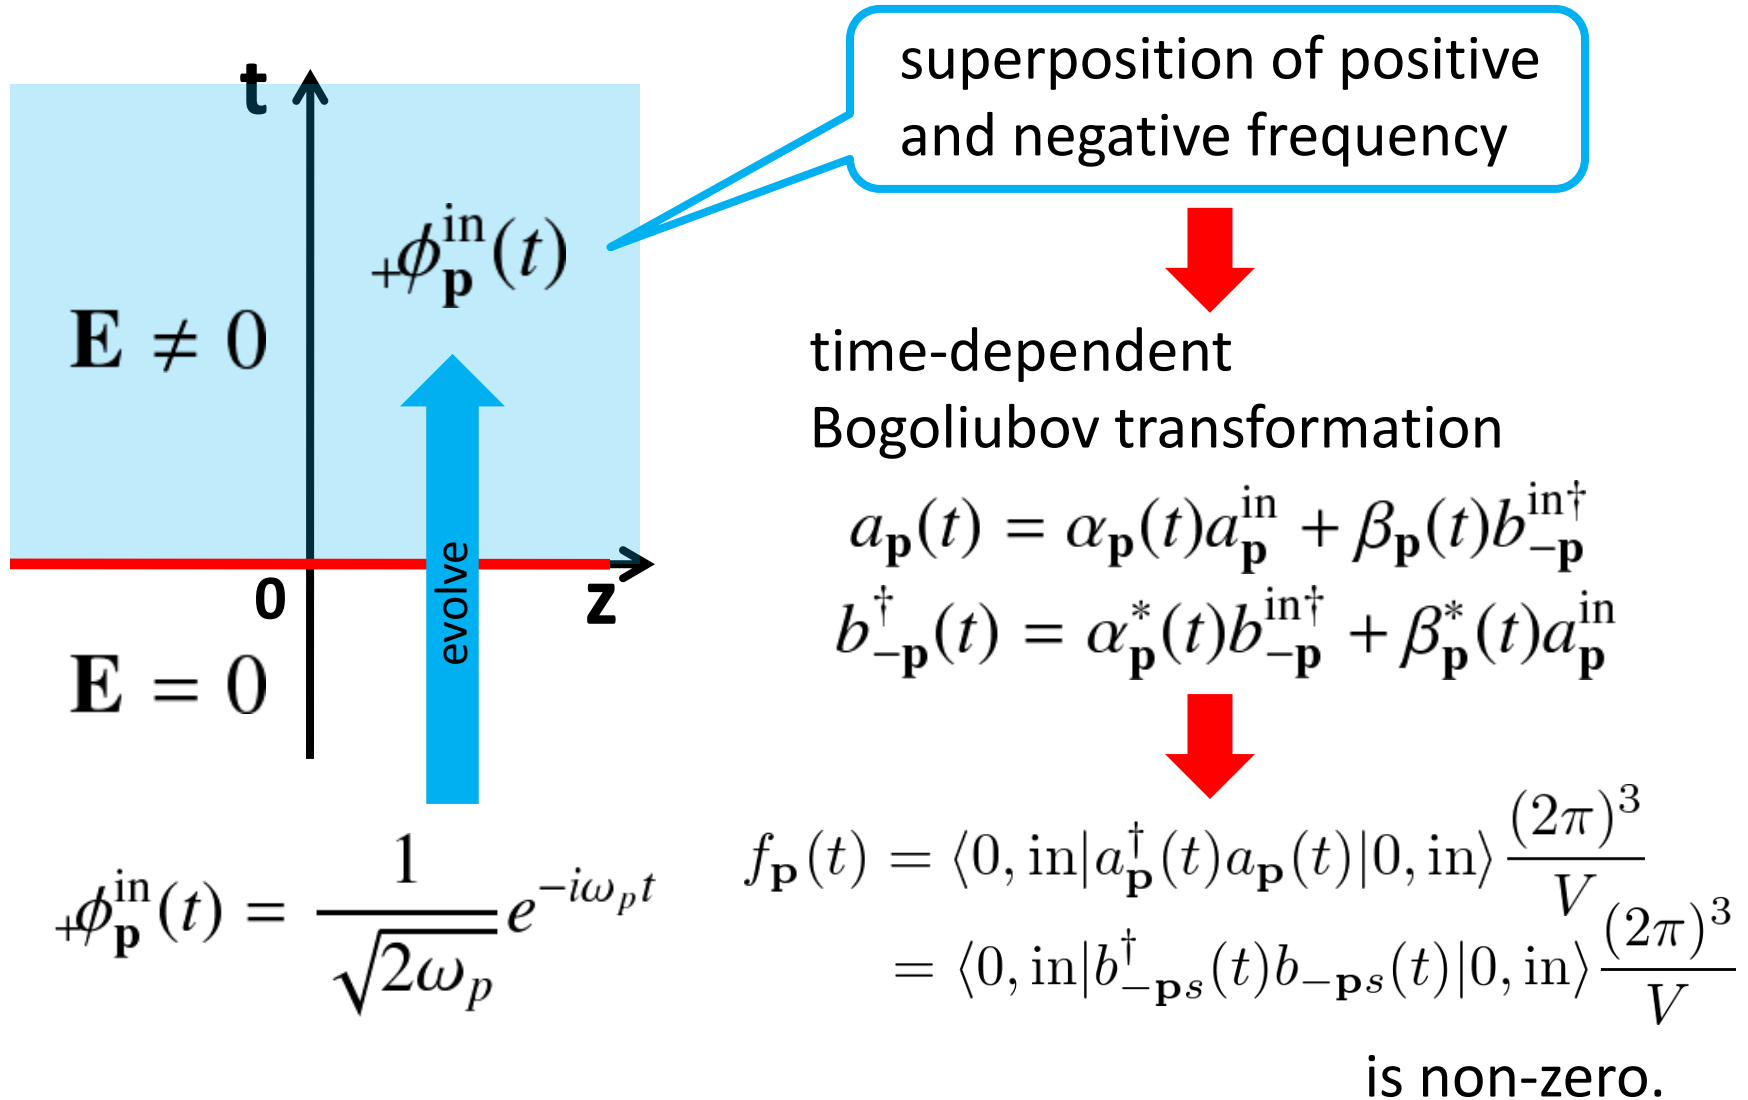 superposition of positive
and negative frequency
t
₊ϕ_𝐩^in(t)
𝐄 ≠ 0
evolve
0
z
𝐄 = 0
₊ϕ_𝐩^in(t) = 1/√(2ω_p) e^{−iω_p t}
time-dependent
Bogoliubov transformation
a_𝐩(t) = α_𝐩(t)a_𝐩^in + β_𝐩(t)b_{−𝐩}^{in†}
b_{−𝐩}^†(t) = α_𝐩^*(t)b_{−𝐩}^{in†} + β_𝐩^*(t)a_𝐩^in
f_𝐩(t) = ⟨0, in|a_𝐩^†(t)a_𝐩(t)|0, in⟩ (2π)^3/V
= ⟨0, in|b_{−𝐩s}^†(t)b_{−𝐩s}(t)|0, in⟩ (2π)^3/V
is non-zero.